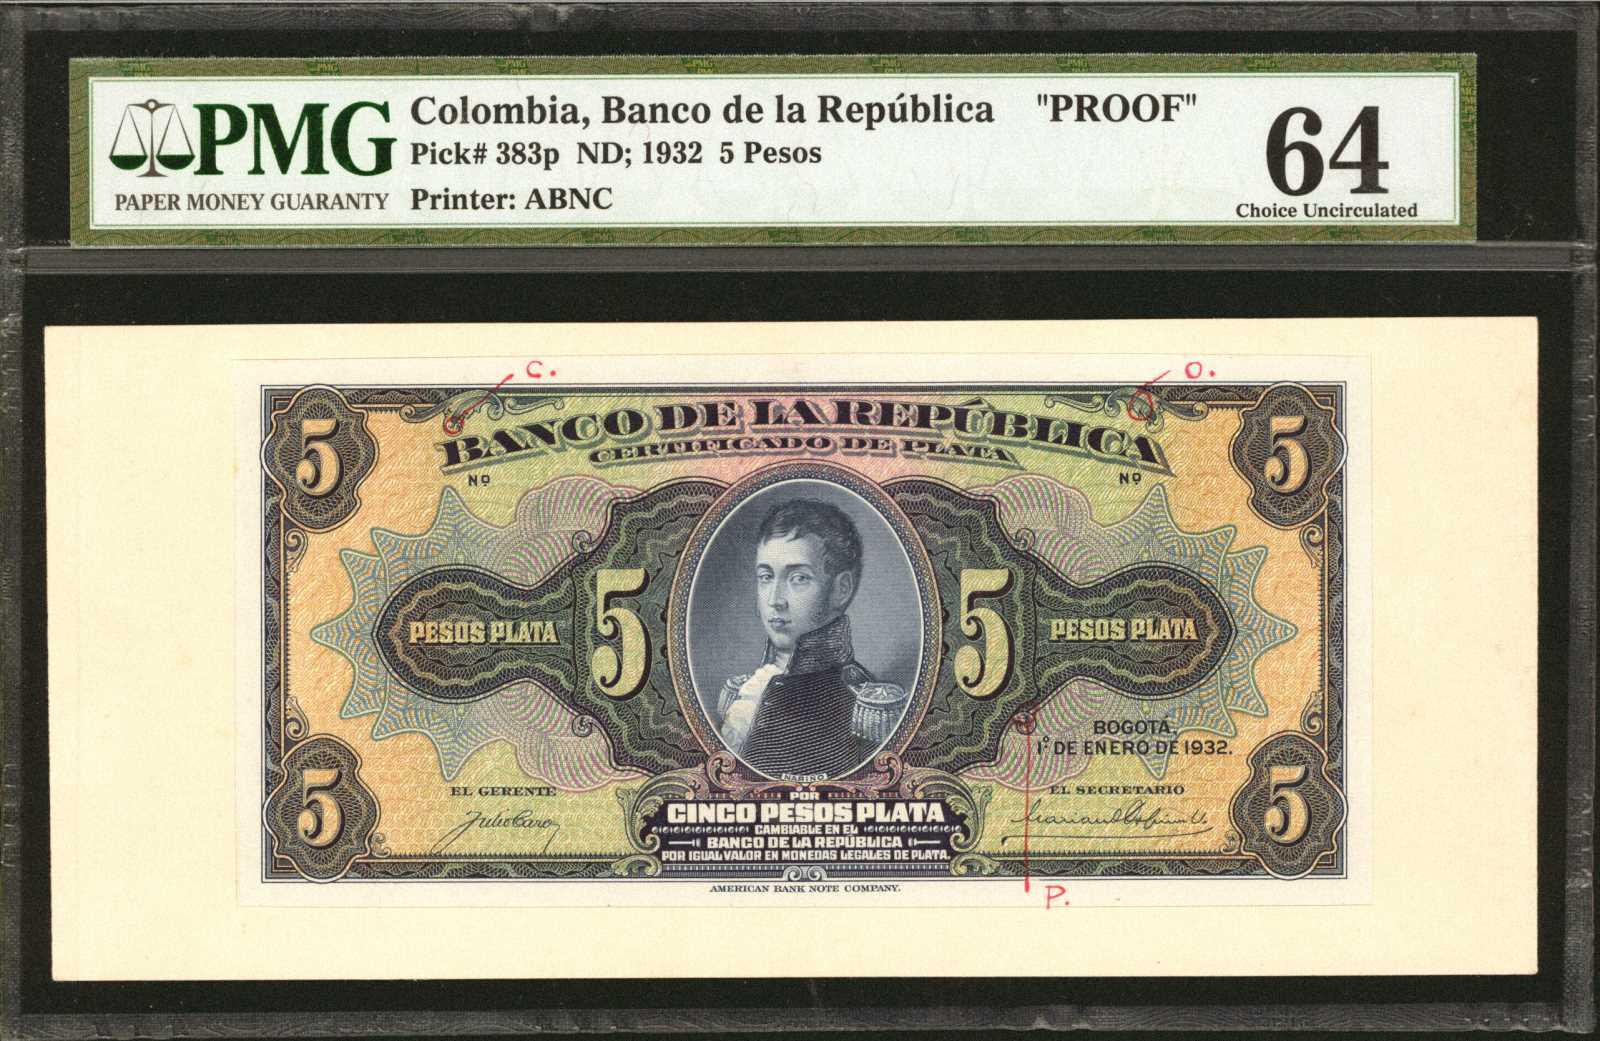 PMG
PAPER MONEY GUARANTY
Colombia, Banco de la República "PROOF"
Pick# 383p ND; 1932 5 Pesos
Printer: ABNC
64
Choice Uncirculated
C. O.
5 BANCO DE LA REPÚBLICA 5
CERTIFICADO DE PLATA
Nº Nº
PESOS PLATA 5 5 PESOS PLATA
BOGOTÁ,
1º DE ENERO DE 1932.
NARIÑO
EL GERENTE POR EL SECRETARIO
5 Julio Caro CINCO PESOS PLATA 5
CAMBIABLE EN EL
BANCO DE LA REPÚBLICA
POR IGUAL VALOR EN MONEDAS LEGALES DE PLATA.
AMERICAN BANK NOTE COMPANY.
P.